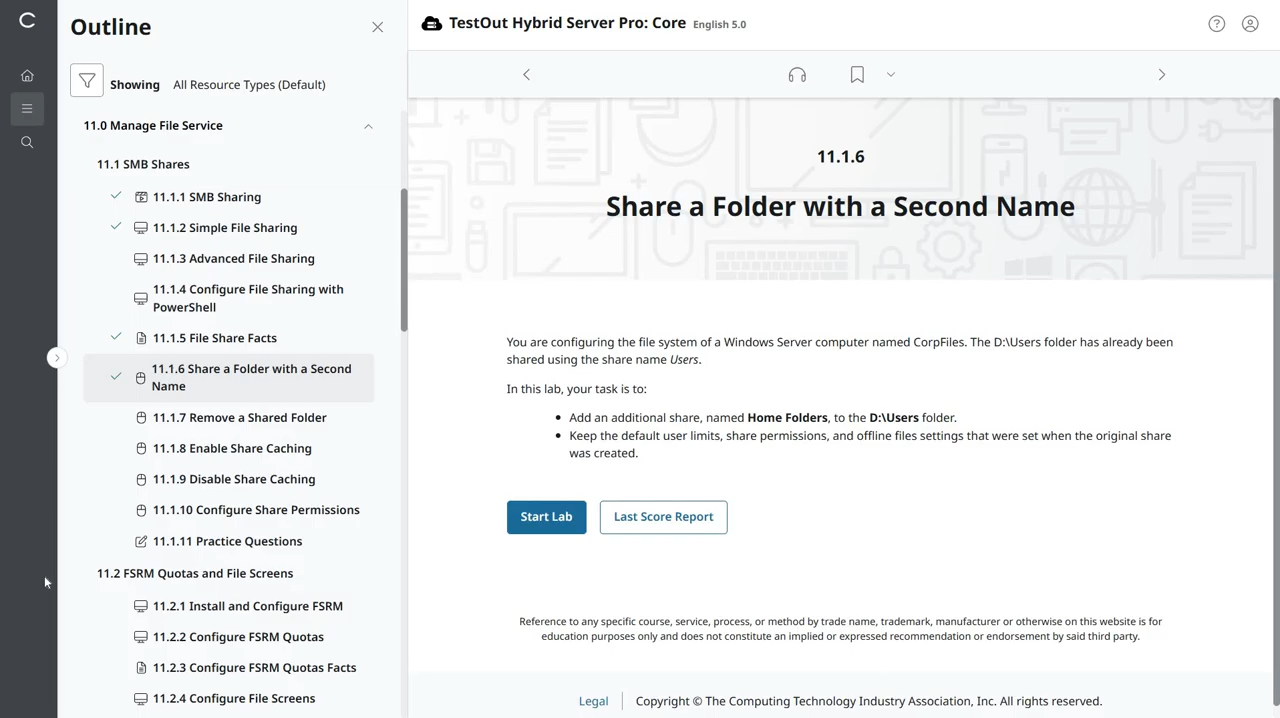 Outline
Showing All Resource Types (Default)
11.0 Manage File Service
11.1 SMB Shares
11.1.1 SMB Sharing
11.1.2 Simple File Sharing
11.1.3 Advanced File Sharing
11.1.4 Configure File Sharing with
PowerShell
11.1.5 File Share Facts
11.1.6 Share a Folder with a Second
Name
11.1.7 Remove a Shared Folder
11.1.8 Enable Share Caching
11.1.9 Disable Share Caching
11.1.10 Configure Share Permissions
11.1.11 Practice Questions
11.2 FSRM Quotas and File Screens
11.2.1 Install and Configure FSRM
11.2.2 Configure FSRM Quotas
11.2.3 Configure FSRM Quotas Facts
11.2.4 Configure File Screens
TestOut Hybrid Server Pro: Core English 5.0
11.1.6
Share a Folder with a Second Name
You are configuring the file system of a Windows Server computer named CorpFiles. The D:\Users folder has already been
shared using the share name Users.
In this lab, your task is to:
• Add an additional share, named Home Folders, to the D:\Users folder.
• Keep the default user limits, share permissions, and offline files settings that were set when the original share
was created.
Start Lab
Last Score Report
Reference to any specific course, service, process, or method by trade name, trademark, manufacturer or otherwise on this website is for
education purposes only and does not constitute an implied or expressed recommendation or endorsement by said third party.
Legal
Copyright © The Computing Technology Industry Association, Inc. All rights reserved.